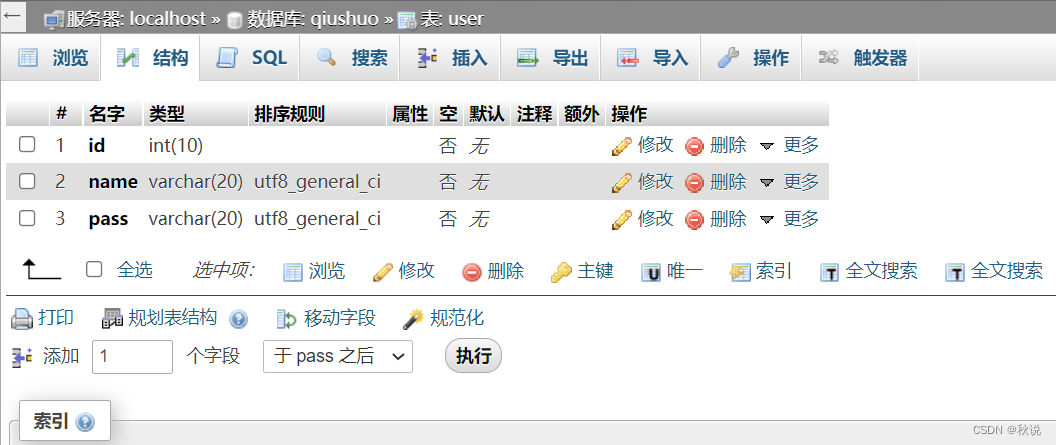 服务器: localhost » 数据库: qiushuo » 表: user
浏览 结构 SQL 搜索 插入 导出 导入 操作 触发器
# 名字 类型 排序规则 属性 空 默认 注释 额外 操作
1 id int(10) 否 无 修改 删除 更多
2 name varchar(20) utf8_general_ci 否 无 修改 删除 更多
3 pass varchar(20) utf8_general_ci 否 无 修改 删除 更多
全选 选中项: 浏览 修改 删除 主键 唯一 索引 全文搜索 全文搜索
打印 规划表结构 移动字段 规范化
添加 1 个字段 于 pass 之后 执行
索引
CSDN @秋说